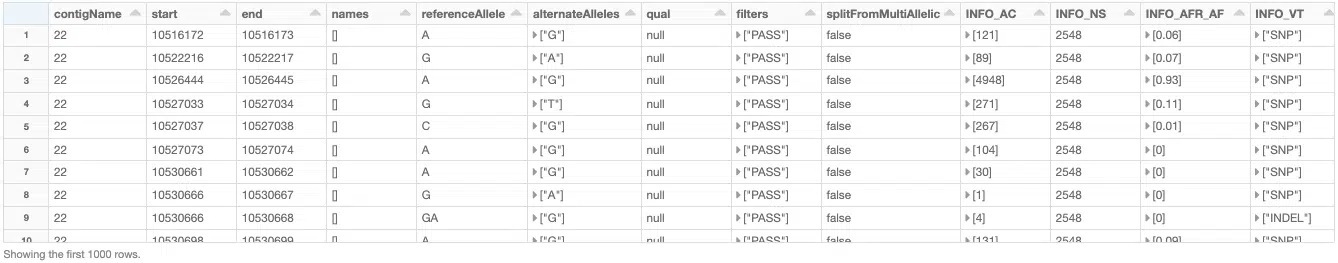 contigName start end names referenceAllele alternateAlleles qual filters splitFromMultiAllelic INFO_AC INFO_NS INFO_AFR_AF INFO_VT
1 22 10516172 10516173 [] A ["G"] null ["PASS"] false [121] 2548 [0.06] ["SNP"]
2 22 10522216 10522217 [] G ["A"] null ["PASS"] false [89] 2548 [0.07] ["SNP"]
3 22 10526444 10526445 [] A ["G"] null ["PASS"] false [4948] 2548 [0.93] ["SNP"]
4 22 10527033 10527034 [] G ["T"] null ["PASS"] false [271] 2548 [0.11] ["SNP"]
5 22 10527037 10527038 [] C ["G"] null ["PASS"] false [267] 2548 [0.01] ["SNP"]
6 22 10527073 10527074 [] A ["G"] null ["PASS"] false [104] 2548 [0] ["SNP"]
7 22 10530661 10530662 [] A ["G"] null ["PASS"] false [30] 2548 [0] ["SNP"]
8 22 10530666 10530667 [] G ["A"] null ["PASS"] false [1] 2548 [0] ["SNP"]
9 22 10530666 10530668 [] GA ["G"] null ["PASS"] false [4] 2548 [0] ["INDEL"]
10 22 10530698 10530699 [] A ["G"] null ["PASS"] false [131] 2548 [0.09] ["SNP"]
Showing the first 1000 rows.